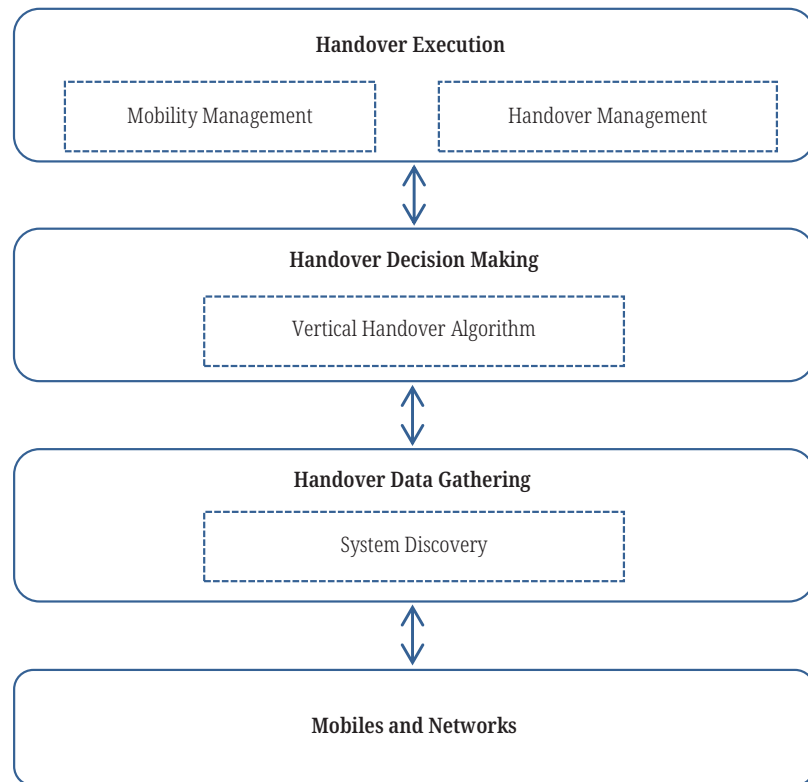 Handover Execution
Mobility Management
Handover Management
Handover Decision Making
Vertical Handover Algorithm
Handover Data Gathering
System Discovery
Mobiles and Networks